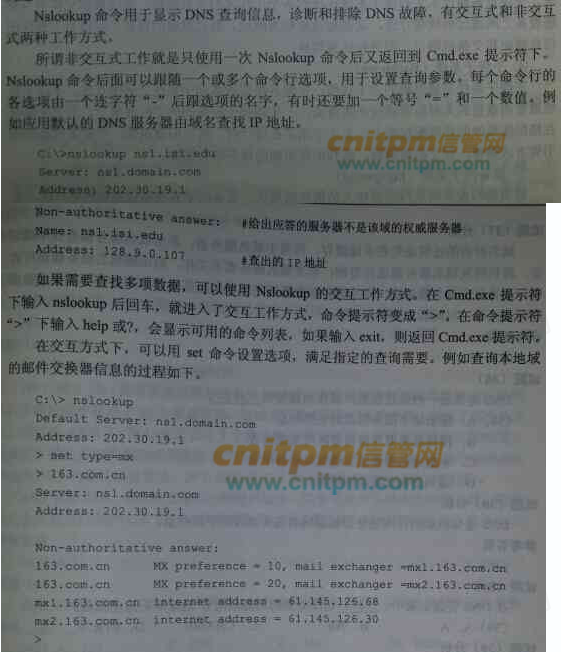 Nslookup 命令用于显示 DNS 查询信息，诊断和排除 DNS 故障，有交互式和非交互
式两种工作方式。
所谓非交互式工作就是只使用一次 Nslookup 命令后又返回到 Cmd.exe 提示符下。
Nslookup 命令后面可以跟随一个或多个命令行选项，用于设置查询参数。每个命令行的
各选项由一个连字符“-”后跟选项的名字，有时还要加一个等号“=”和一个数值。例
如应用默认的 DNS 服务器由域名查找 IP 地址。
cnitpm信管网
www.cnitpm.com
C:\>nslookup ns1.isi.edu
Server: ns1.domain.com
Address: 202.30.19.1
Non-authoritative answer: #给出应答的服务器不是该域的权威服务器
Name: ns1.isi.edu
Address: 128.9.0.107 #查出的 IP 地址
如果需要查找多项数据，可以使用 Nslookup 的交互工作方式。在 Cmd.exe 提示符
下输入 nslookup 后回车，就进入了交互工作方式，命令提示符变成“>”。在命令提示符
“>”下输入 help 或?，会显示可用的命令列表，如果输入 exit，则返回 Cmd.exe 提示符。
在交互方式下，可以用 set 命令设置选项，满足指定的查询需要。例如查询本地域
的邮件交换器信息的过程如下。
C:\> nslookup
Default Server: ns1.domain.com
Address: 202.30.19.1
> set type=mx
> 163.com.cn
Server: ns1.domain.com
Address: 202.30.19.1
cnitpm信管网
www.cnitpm.com
Non-authoritative answer:
163.com.cn MX preference = 10, mail exchanger =mx1.163.com.cn
163.com.cn MX preference = 20, mail exchanger =mx2.163.com.cn
mx1.163.com.cn internet address = 61.145.126.68
mx2.163.com.cn internet address = 61.145.126.30
>